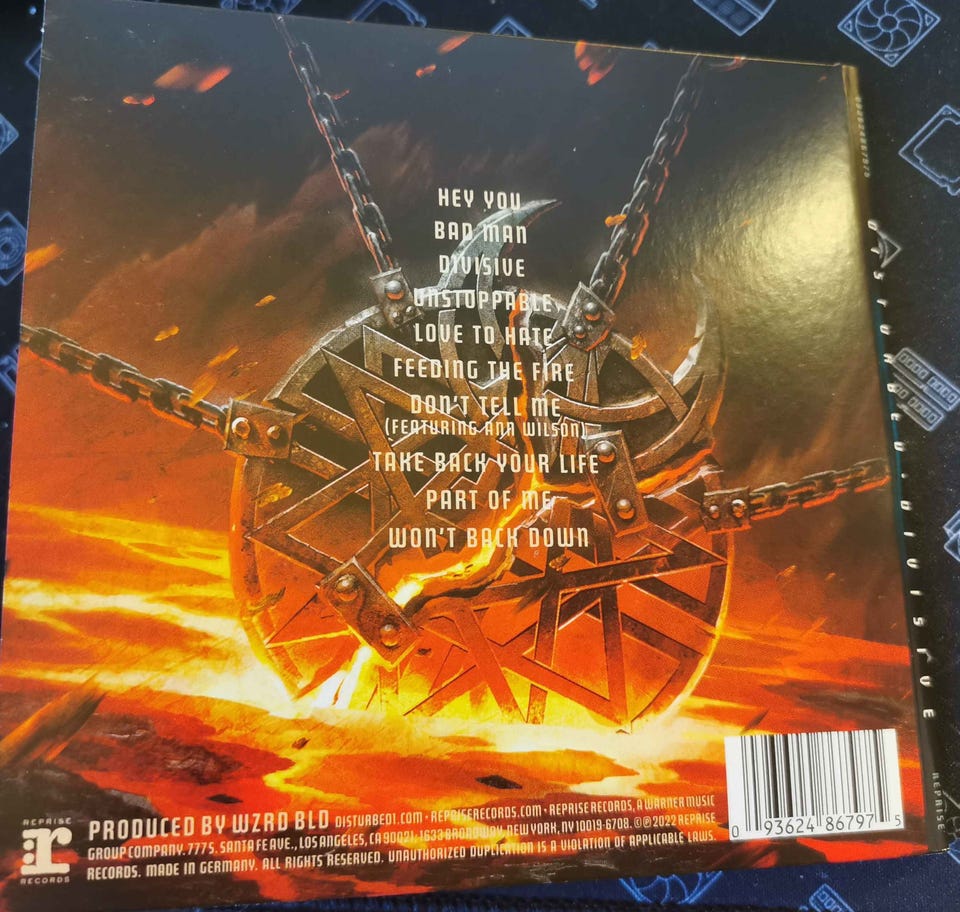 HEY YOU
BAD MAN
DIVISIVE
UNSTOPPABLE
LOVE TO HATE
FEEDING THE FIRE
DON'T TELL ME
(FEATURING ANN WILSON)
TAKE BACK YOUR LIFE
PART OF ME
WON'T BACK DOWN
DISTURBED · DIVISIVE
REPRISE
REPRISE
r
RECORDS
PRODUCED BY WZRD BLD DISTURBED1.COM · REPRISERECORDS.COM · REPRISE RECORDS, A WARNER MUSIC
GROUP COMPANY. 777 S. SANTA FE AVE., LOS ANGELES, CA 90021 · 1633 BROADWAY, NEW YORK, NY 10019-6708. ©℗ 2022 REPRISE
RECORDS. MADE IN GERMANY. ALL RIGHTS RESERVED. UNAUTHORIZED DUPLICATION IS A VIOLATION OF APPLICABLE LAWS.
0 93624 86797 5